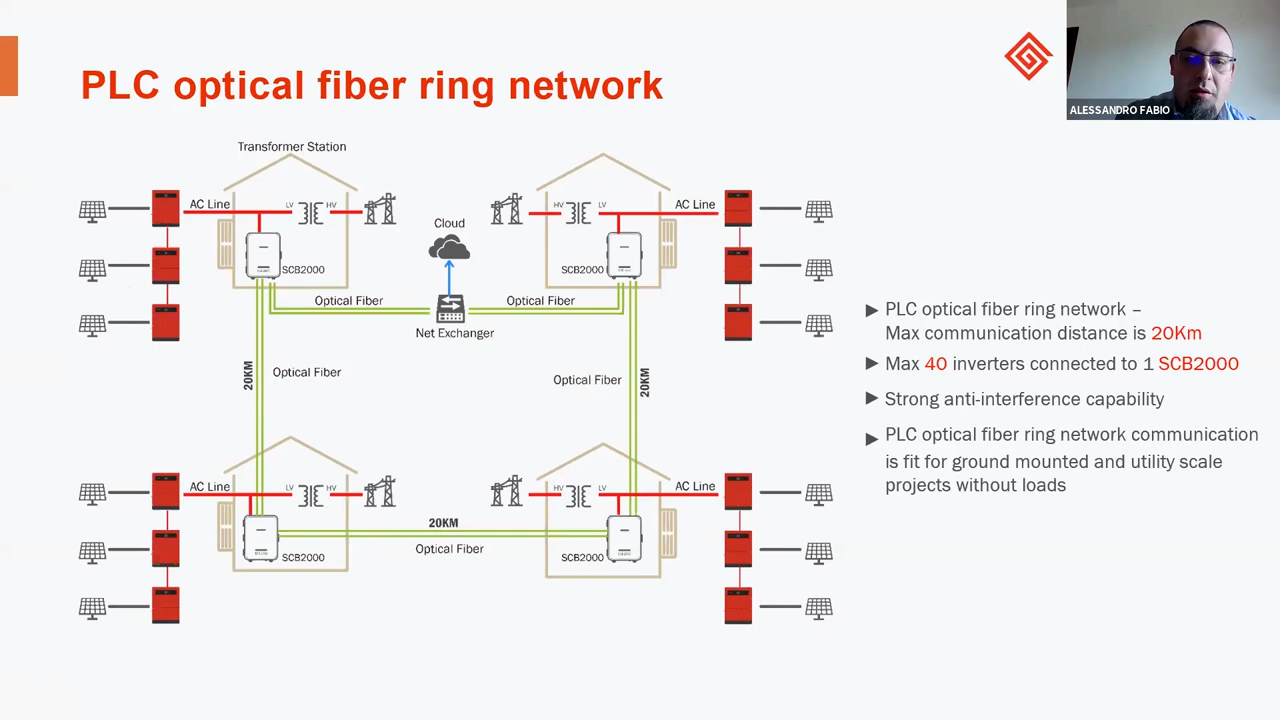 PLC optical fiber ring network
ALESSANDRO FABIO
Transformer Station
AC Line
LV
HV
SCB2000
Cloud
HV
LV
AC Line
SCB2000
Optical Fiber
Optical Fiber
Net Exchanger
20KM
Optical Fiber
Optical Fiber
20KM
AC Line
LV
HV
SCB2000
20KM
Optical Fiber
HV
LV
AC Line
SCB2000
PLC optical fiber ring network –
Max communication distance is 20Km
Max 40 inverters connected to 1 SCB2000
Strong anti-interference capability
PLC optical fiber ring network communication
is fit for ground mounted and utility scale
projects without loads